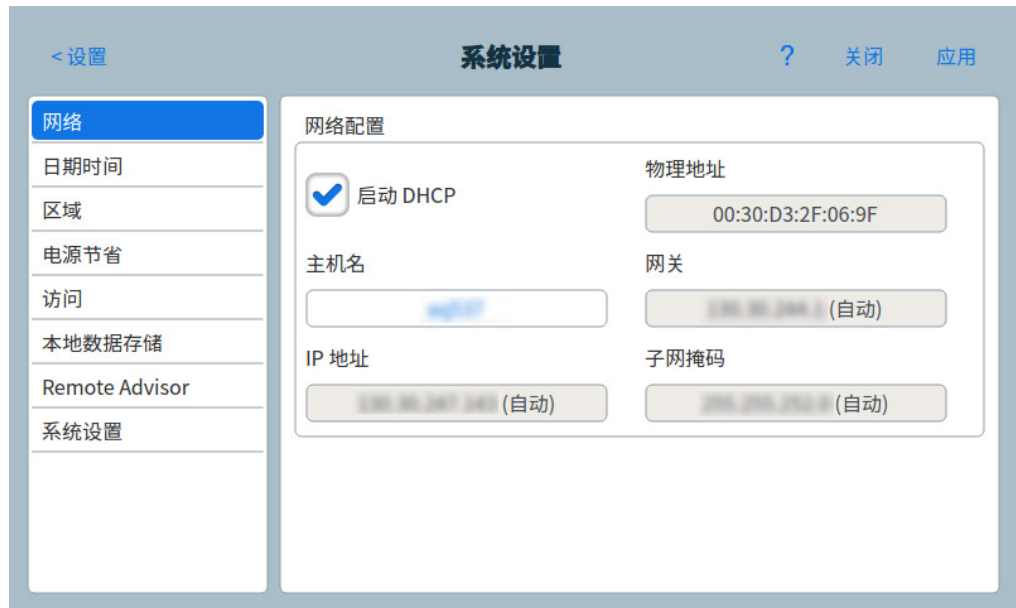 < 设置
系统设置
?
关闭
应用
网络
日期时间
区域
电源节省
访问
本地数据存储
Remote Advisor
系统设置
网络配置
启动 DHCP
物理地址
00:30:D3:2F:06:9F
主机名
网关
(自动)
IP 地址
子网掩码
(自动)
(自动)